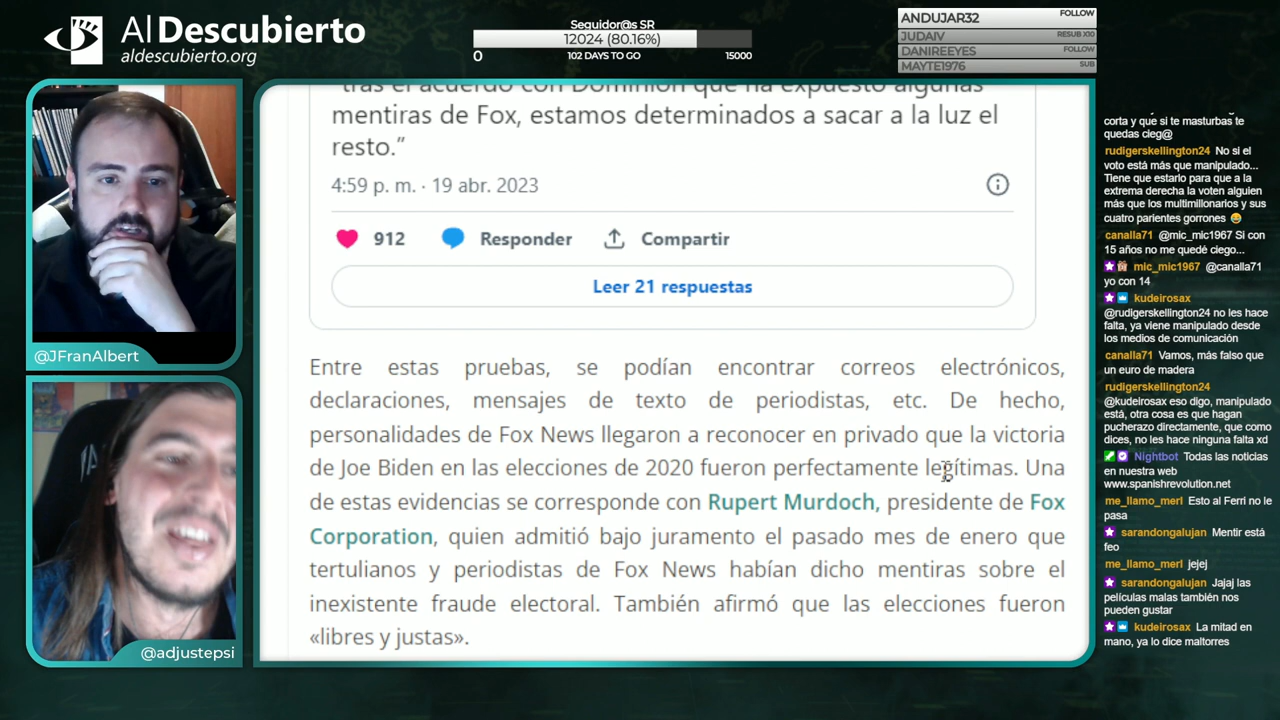 Al Descubierto
aldescubierto.org
Seguidor@s SR
12024 (80.16%)
0
102 DAYS TO GO
15000
ANDUJAR32 FOLLOW
JUDAIV RESUB X10
DANIREEYES FOLLOW
MAYTE1976 SUB
@JFranAlbert
@adjustepsi
"tras el acuerdo con Dominion que ha expuesto algunas
mentiras de Fox, estamos determinados a sacar a la luz el
resto.”
4:59 p. m. · 19 abr. 2023
912 Responder Compartir
Leer 21 respuestas
Entre estas pruebas, se podían encontrar correos electrónicos,
declaraciones, mensajes de texto de periodistas, etc. De hecho,
personalidades de Fox News llegaron a reconocer en privado que la victoria
de Joe Biden en las elecciones de 2020 fueron perfectamente legítimas. Una
de estas evidencias se corresponde con Rupert Murdoch, presidente de Fox
Corporation, quien admitió bajo juramento el pasado mes de enero que
tertulianos y periodistas de Fox News habían dicho mentiras sobre el
inexistente fraude electoral. También afirmó que las elecciones fueron
«libres y justas».
corta y que si te masturbas te
quedas cieg@
rudigerskellington24 No si el
voto está más que manipulado...
Tiene que estarlo para que a la
extrema derecha la voten alguien
más que los multimillonarios y sus
cuatro parientes gorrones
canalla71 @mic_mic1967 Si con
15 años no me quedé ciego...
mic_mic1967 @canalla71
yo con 14
kudeirosax
@rudigerskellington24 no les hace
falta, ya viene manipulado desde
los medios de comunicación
canalla71 Vamos, más falso que
un euro de madera
rudigerskellington24
@kudeirosax eso digo, manipulado
está, otra cosa es que hagan
pucherazo directamente, que como
dices, no les hace ninguna falta xd
Nightbot Todas las noticias
en nuestra web
www.spanishrevolution.net
me_llamo_merl Esto al Ferri no le
pasa
sarandongalujan Mentir está
feo
me_llamo_merl jejej
sarandongalujan Jajaj las
películas malas también nos
pueden gustar
kudeirosax La mitad en
mano, ya lo dice maltorres